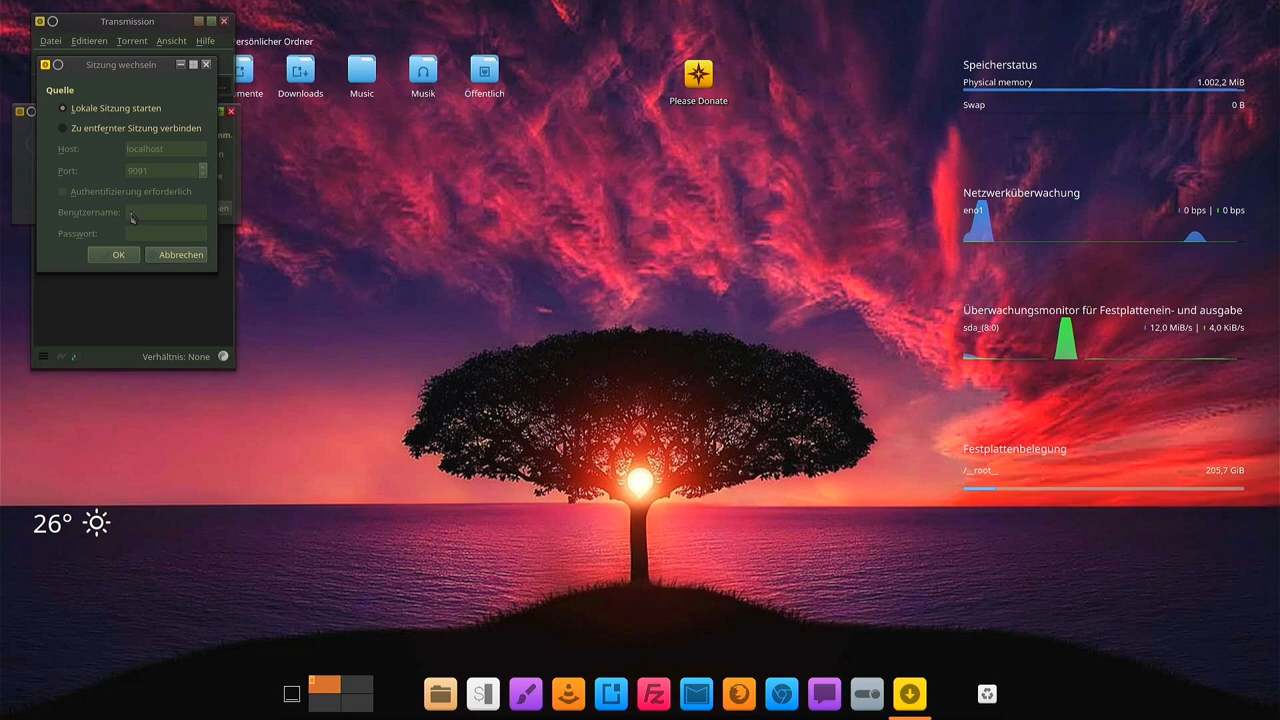 Transmission
Datei Editieren Torrent Ansicht Hilfe
Sitzung wechseln
Quelle
Lokale Sitzung starten
Zu entfernter Sitzung verbinden
Host: localhost
Port: 9091
Authentifizierung erforderlich
Benutzername:
Passwort:
OK Abbrechen
Verhältnis: None
ersönlicher Ordner
mente Downloads Music Musik Öffentlich
Please Donate
Speicherstatus
Physical memory 1.002,2 MiB
Swap 0 B
Netzwerküberwachung
eno1 0 bps | 0 bps
Überwachungsmonitor für Festplattenein- und ausgabe
sda_(8:0) 12,0 MiB/s | 4,0 KiB/s
Festplattenbelegung
/__root__ 205,7 GiB
26°